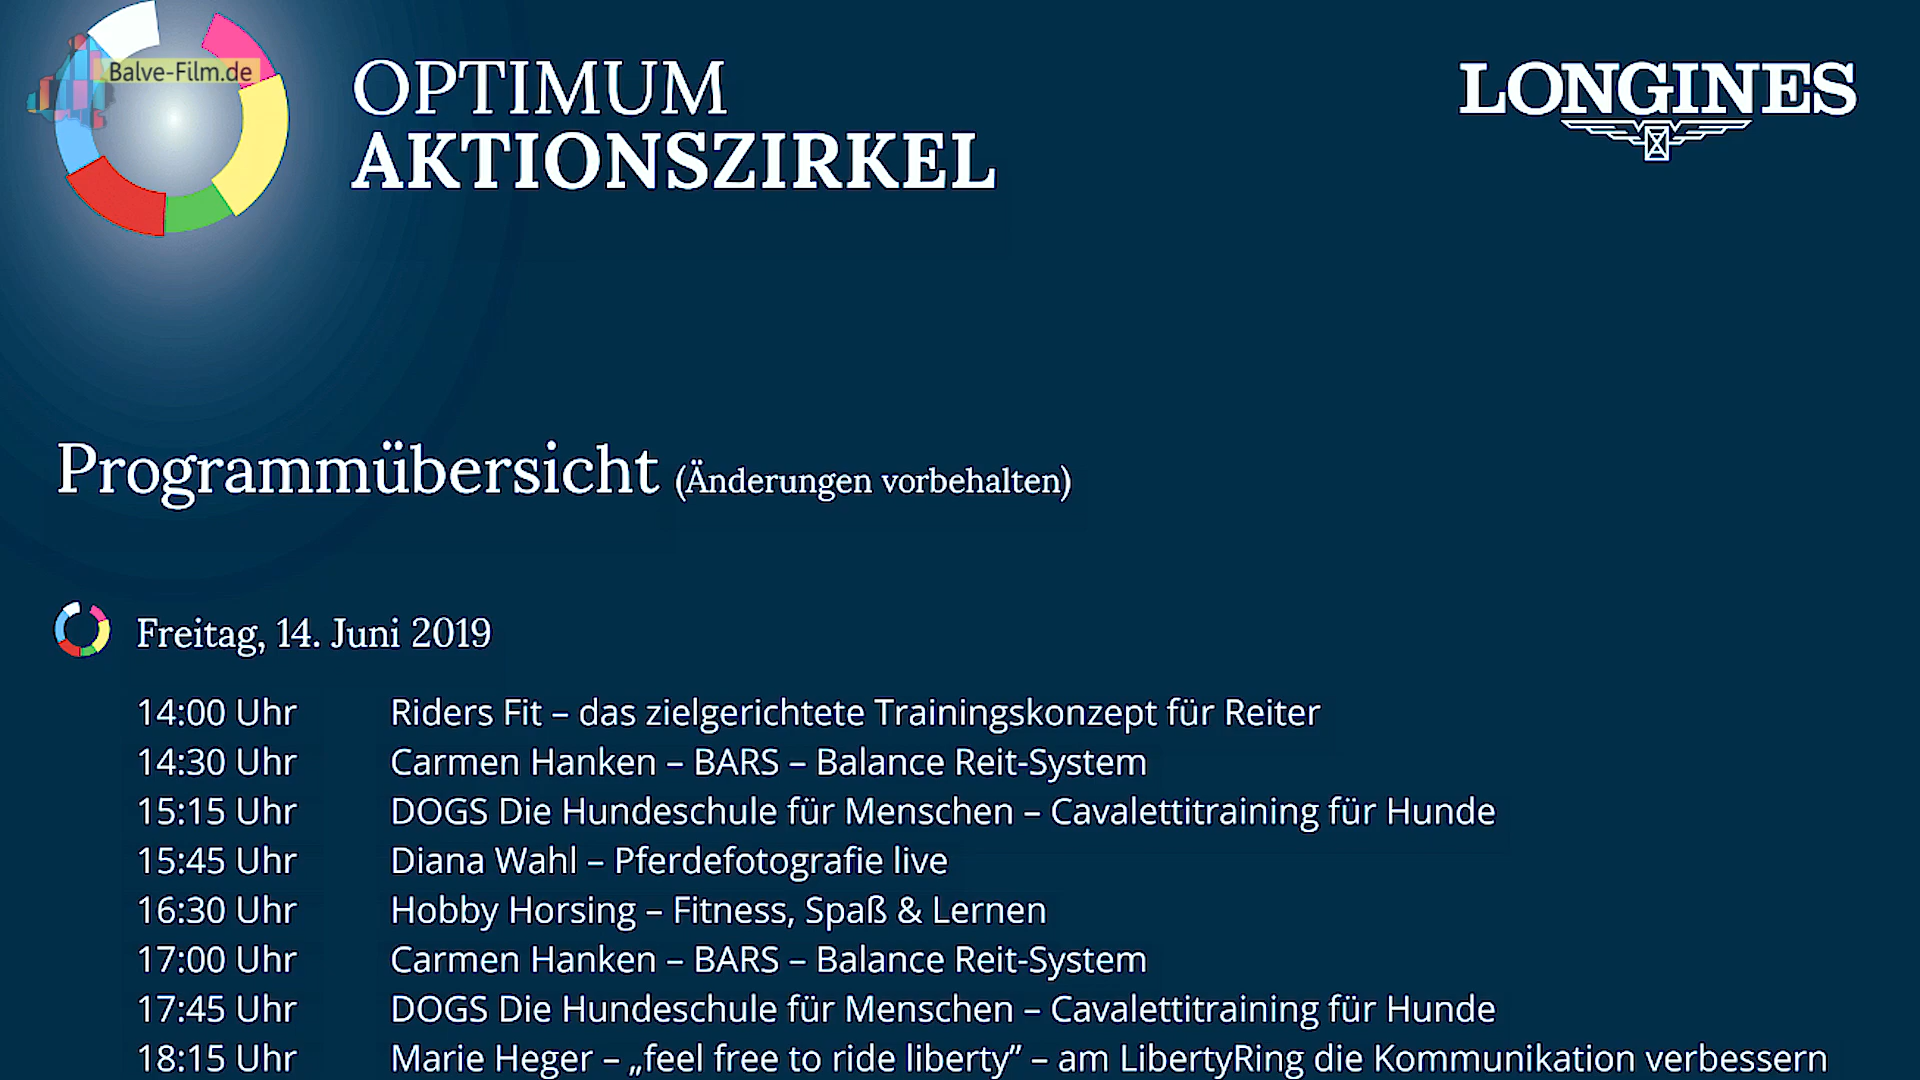 Balve-Film.de
OPTIMUM
AKTIONSZIRKEL
LONGINES
Programmübersicht (Änderungen vorbehalten)
Freitag, 14. Juni 2019
14:00 Uhr Riders Fit – das zielgerichtete Trainingskonzept für Reiter
14:30 Uhr Carmen Hanken – BARS – Balance Reit-System
15:15 Uhr DOGS Die Hundeschule für Menschen – Cavalettitraining für Hunde
15:45 Uhr Diana Wahl – Pferdefotografie live
16:30 Uhr Hobby Horsing – Fitness, Spaß & Lernen
17:00 Uhr Carmen Hanken – BARS – Balance Reit-System
17:45 Uhr DOGS Die Hundeschule für Menschen – Cavalettitraining für Hunde
18:15 Uhr Marie Heger – „feel free to ride liberty” – am LibertyRing die Kommunikation verbessern